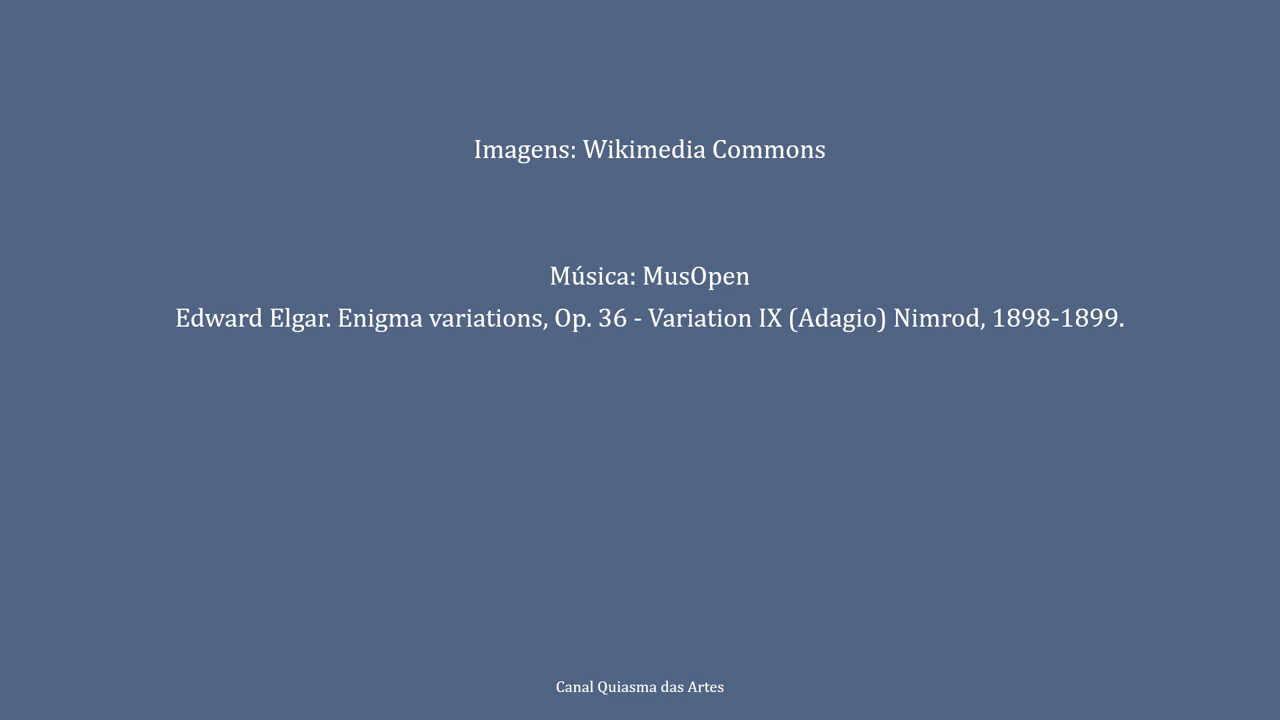 Imagens: Wikimedia Commons
Música: MusOpen
Edward Elgar. Enigma variations, Op. 36 - Variation IX (Adagio) Nimrod, 1898-1899.
Canal Quiasma das Artes